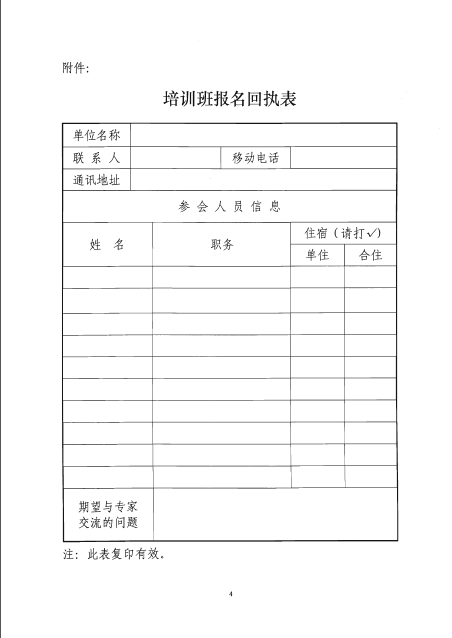 附件:
培训班报名回执表
单位名称
联系人 移动电话
通讯地址
参会人员信息
姓名 职务 住宿(请打√)
单住 合住
期望与专家
交流的问题
注: 此表复印有效。
4